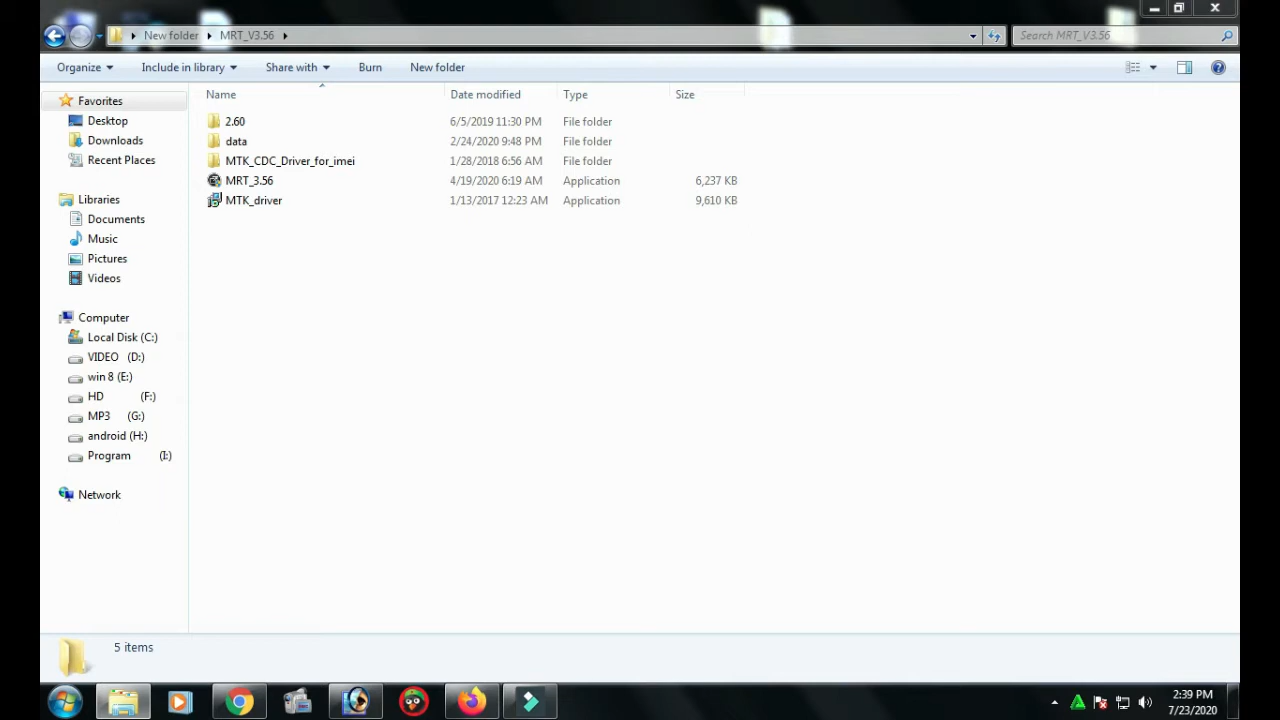 New folder MRT_V3.56 Search MRT_V3.56
Organize Include in library Share with Burn New folder
Name Date modified Type Size
Favorites
Desktop
Downloads
Recent Places
Libraries
Documents
Music
Pictures
Videos
Computer
Local Disk (C:)
VIDEO (D:)
win 8 (E:)
HD (F:)
MP3 (G:)
android (H:)
Program (I:)
Network
2.60 6/5/2019 11:30 PM File folder
data 2/24/2020 9:48 PM File folder
MTK_CDC_Driver_for_imei 1/28/2018 6:56 AM File folder
MRT_3.56 4/19/2020 6:19 AM Application 6,237 KB
MTK_driver 1/13/2017 12:23 AM Application 9,610 KB
5 items
2:39 PM
7/23/2020